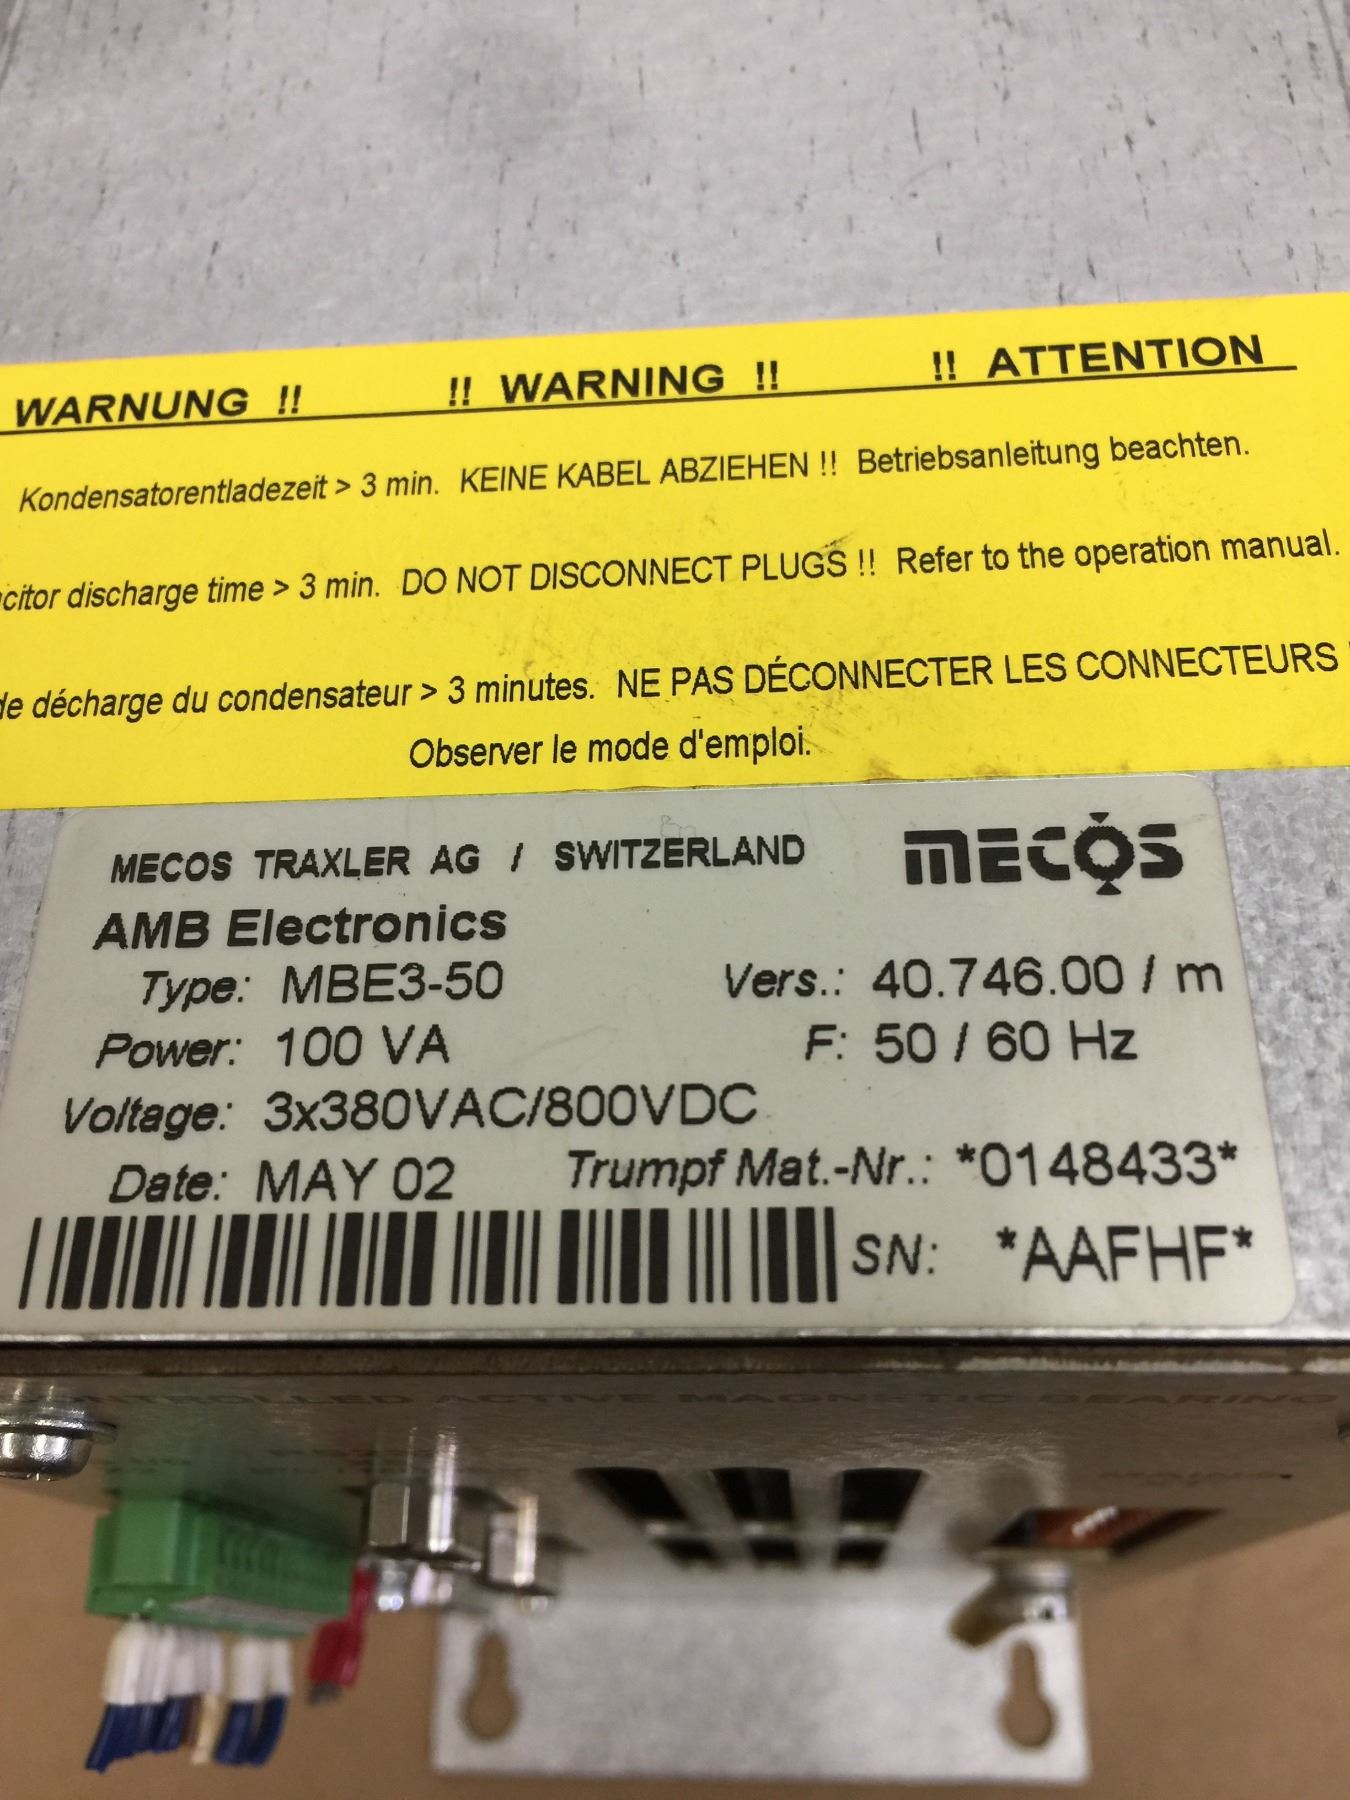 WARNUNG !! !! WARNING !! !! ATTENTION
Kondensatorentladezeit > 3 min. KEINE KABEL ABZIEHEN !! Betriebsanleitung beachten.
discharge time > 3 min. DO NOT DISCONNECT PLUGS !! Refer to the operation manual.
décharge du condensateur > 3 minutes. NE PAS DÉCONNECTER LES CONNECTEURS
Observer le mode d'emploi.
MECOS TRAXLER AG / SWITZERLAND mecos
AMB Electronics
Type: MBE3-50 Vers.: 40.746.00 / m
Power: 100 VA F: 50 / 60 Hz
Voltage: 3x380VAC/800VDC
Date: MAY 02 Trumpf Mat.-Nr.: *0148433*
SN: *AAFHF*
ACTIVE MAGNETIC BEARING